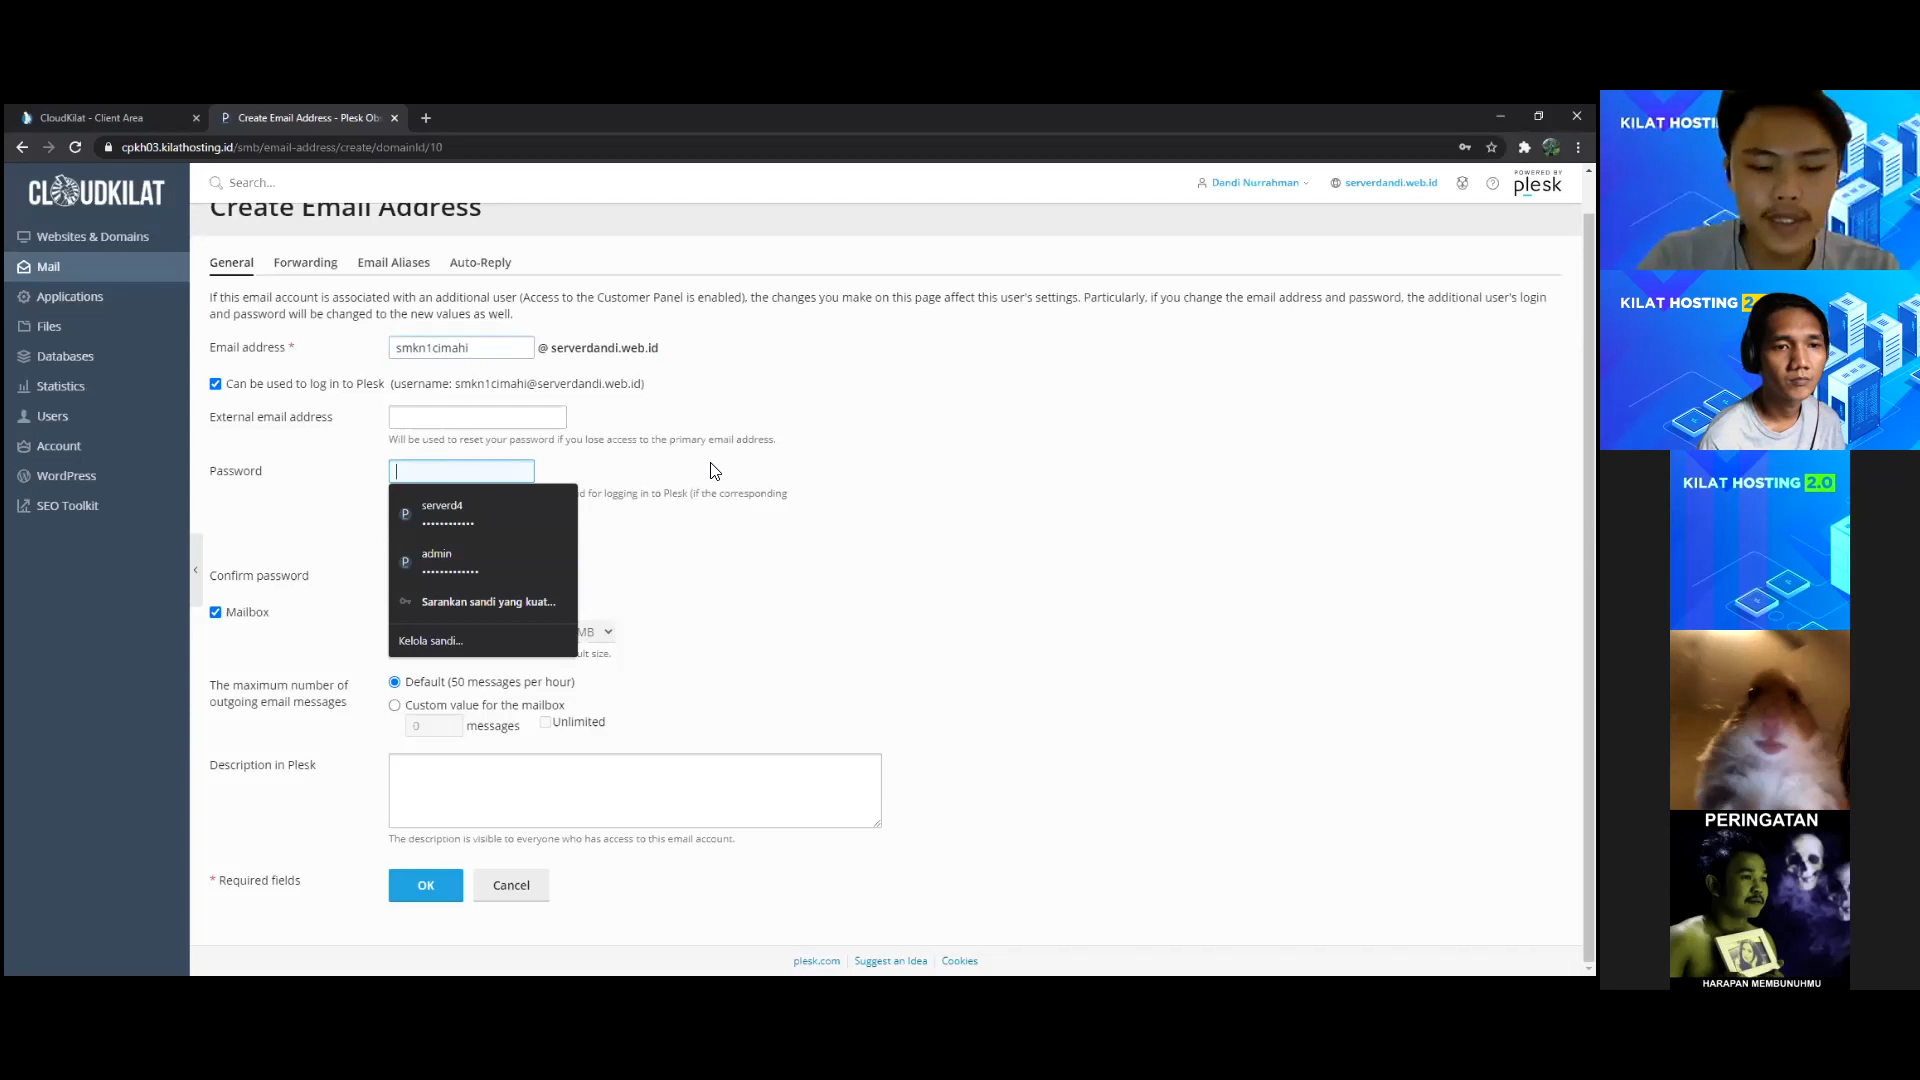 CloudKilat - Client Area
Create Email Address - Plesk Ob
cpkh03.kilathosting.id/smb/email-address/create/domainId/10
CLOUDKILAT
Websites & Domains
Mail
Applications
Files
Databases
Statistics
Users
Account
WordPress
SEO Toolkit
Search...
Dandi Nurrahman
serverdandi.web.id
POWERED BY
plesk
Create Email Address
General
Forwarding
Email Aliases
Auto-Reply
If this email account is associated with an additional user (Access to the Customer Panel is enabled), the changes you make on this page affect this user's settings. Particularly, if you change the email address and password, the additional user's login
and password will be changed to the new values as well.
Email address *
smkn1cimahi
@ serverdandi.web.id
Can be used to log in to Plesk (username: smkn1cimahi@serverdandi.web.id)
External email address
Will be used to reset your password if you lose access to the primary email address.
Password
d for logging in to Plesk (if the corresponding
serverd4
••••••••••••
admin
•••••••••••••
Sarankan sandi yang kuat...
Kelola sandi...
Confirm password
Mailbox
MB
ult size.
The maximum number of
outgoing email messages
Default (50 messages per hour)
Custom value for the mailbox
0 messages
Unlimited
Description in Plesk
The description is visible to everyone who has access to this email account.
* Required fields
OK
Cancel
plesk.com
Suggest an Idea
Cookies
KILAT HOSTI
KILAT HOSTING 2
KILAT HOSTING 2.0
PERINGATAN
HARAPAN MEMBUNUHMU